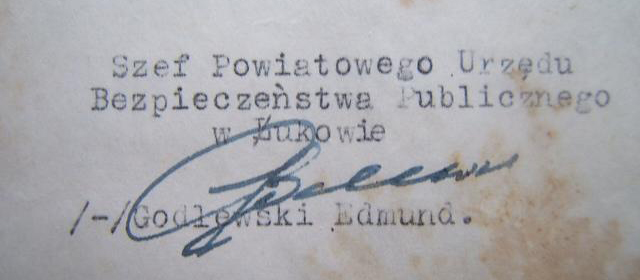 Szef Powiatowego Urzędu
Bezpieczeństwa Publicznego
w Łukowie
/-/Godlewski Edmund.